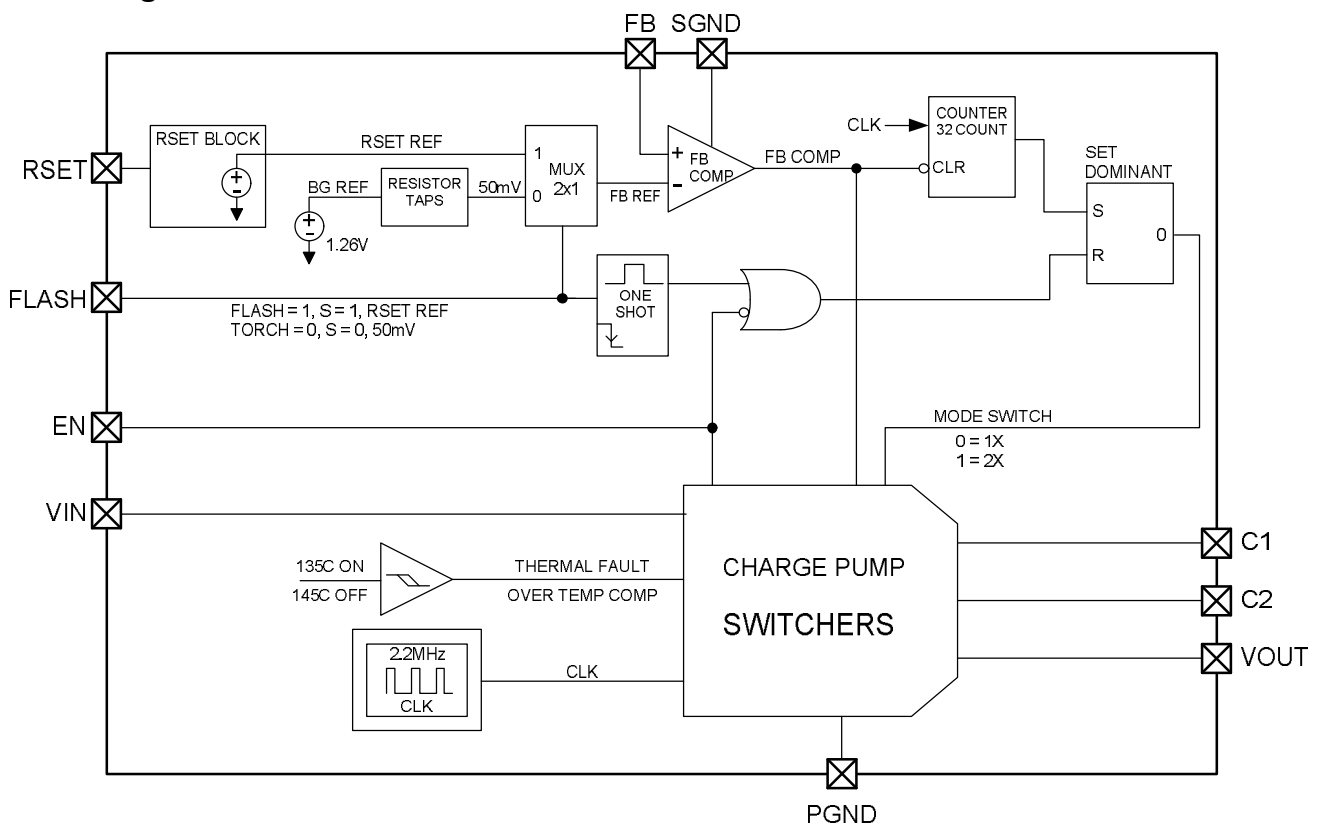 FB SGND
RSET
RSET BLOCK
RSET REF
BG REF
1.26V
RESISTOR
TAPS
50mV
1
0
MUX
2x1
FB REF
+
-
FB
COMP
FB COMP
CLK
COUNTER
32 COUNT
CLR
SET
DOMINANT
S
R
0
FLASH
FLASH = 1, S = 1, RSET REF
TORCH = 0, S = 0, 50mV
ONE
SHOT
EN
MODE SWITCH
0 = 1X
1 = 2X
VIN
135C ON
145C OFF
THERMAL FAULT
OVER TEMP COMP
2.2MHz
CLK
CLK
CHARGE PUMP
SWITCHERS
C1
C2
VOUT
PGND